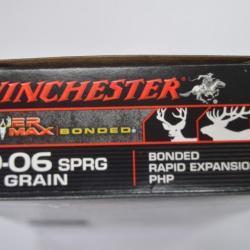 WINCHESTER
ER
MAX BONDED
-06 SPRG
GRAIN
BONDED
RAPID EXPANSION
PHP